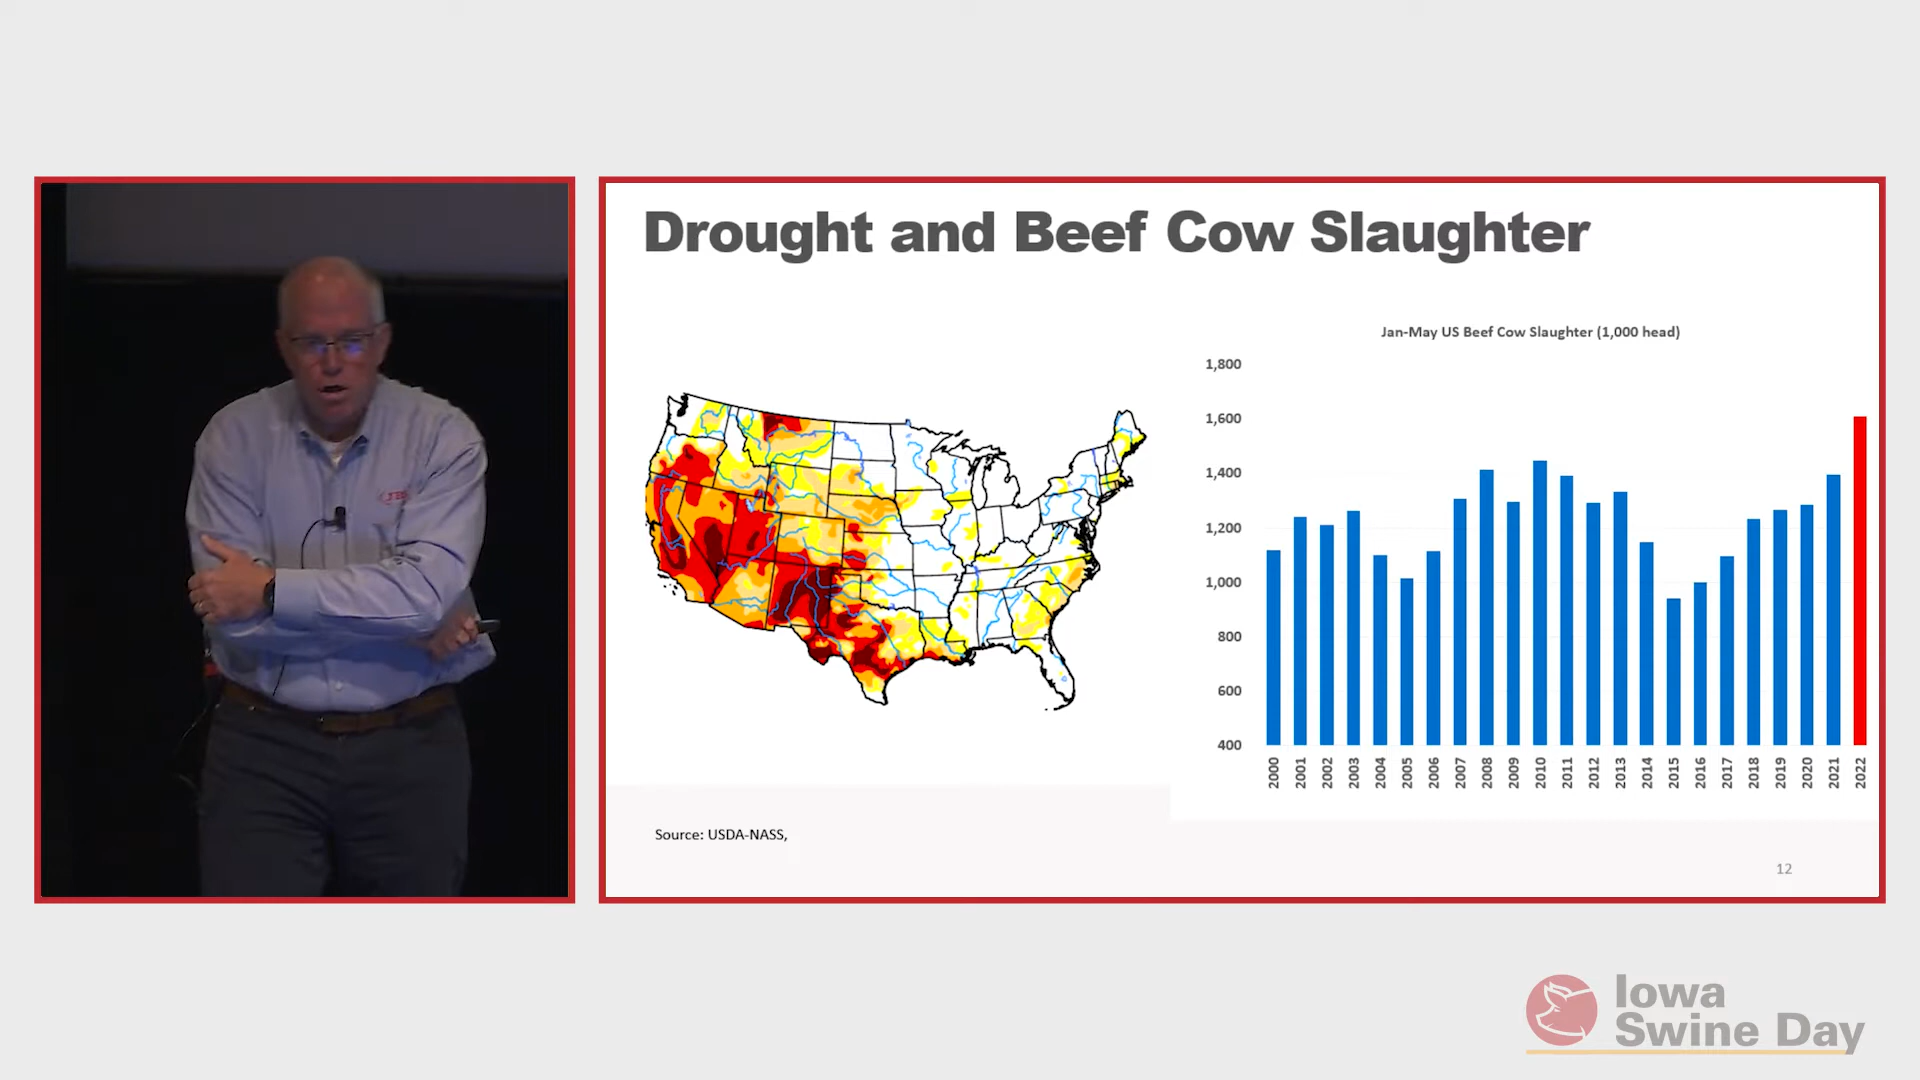 Drought and Beef Cow Slaughter
Jan-May US Beef Cow Slaughter (1,000 head)
1,800
1,600
1,400
1,200
1,000
800
600
400
2000 2001 2002 2003 2004 2005 2006 2007 2008 2009 2010 2011 2012 2013 2014 2015 2016 2017 2018 2019 2020 2021 2022
Source: USDA-NASS,
12
Iowa
Swine Day